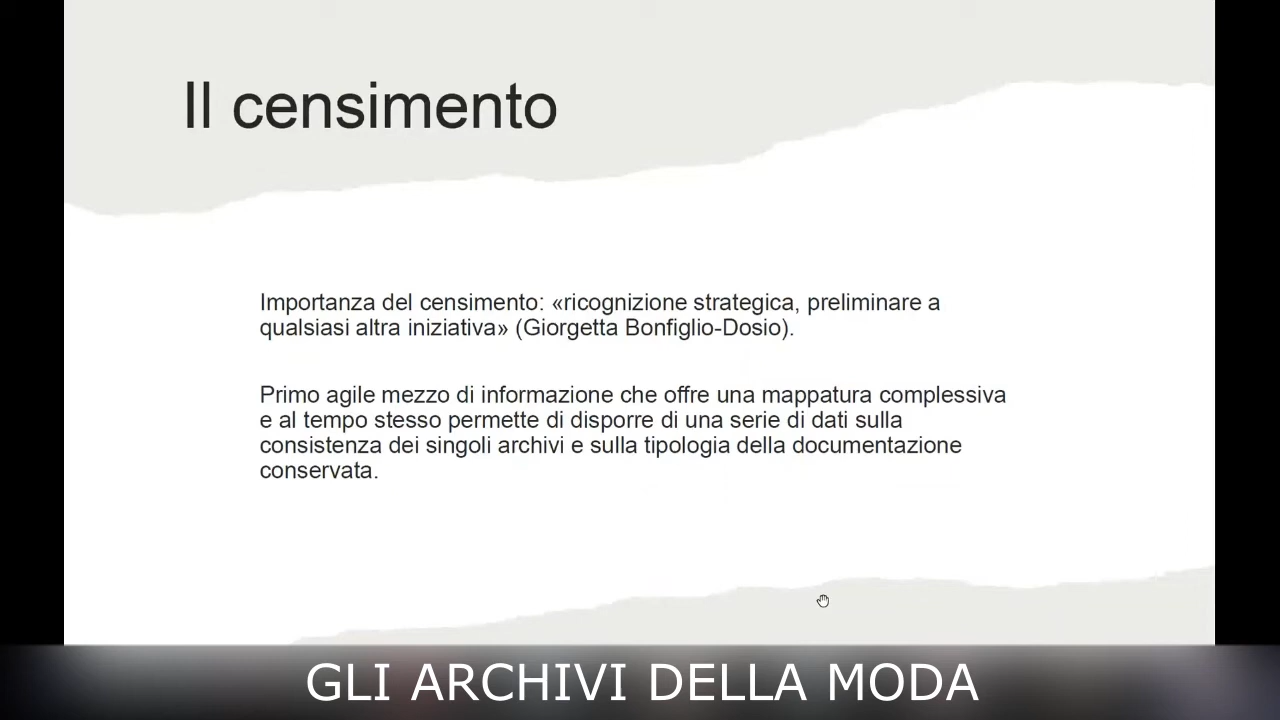 Il censimento
Importanza del censimento: «ricognizione strategica, preliminare a
qualsiasi altra iniziativa» (Giorgetta Bonfiglio-Dosio).
Primo agile mezzo di informazione che offre una mappatura complessiva
e al tempo stesso permette di disporre di una serie di dati sulla
consistenza dei singoli archivi e sulla tipologia della documentazione
conservata.
GLI ARCHIVI DELLA MODA